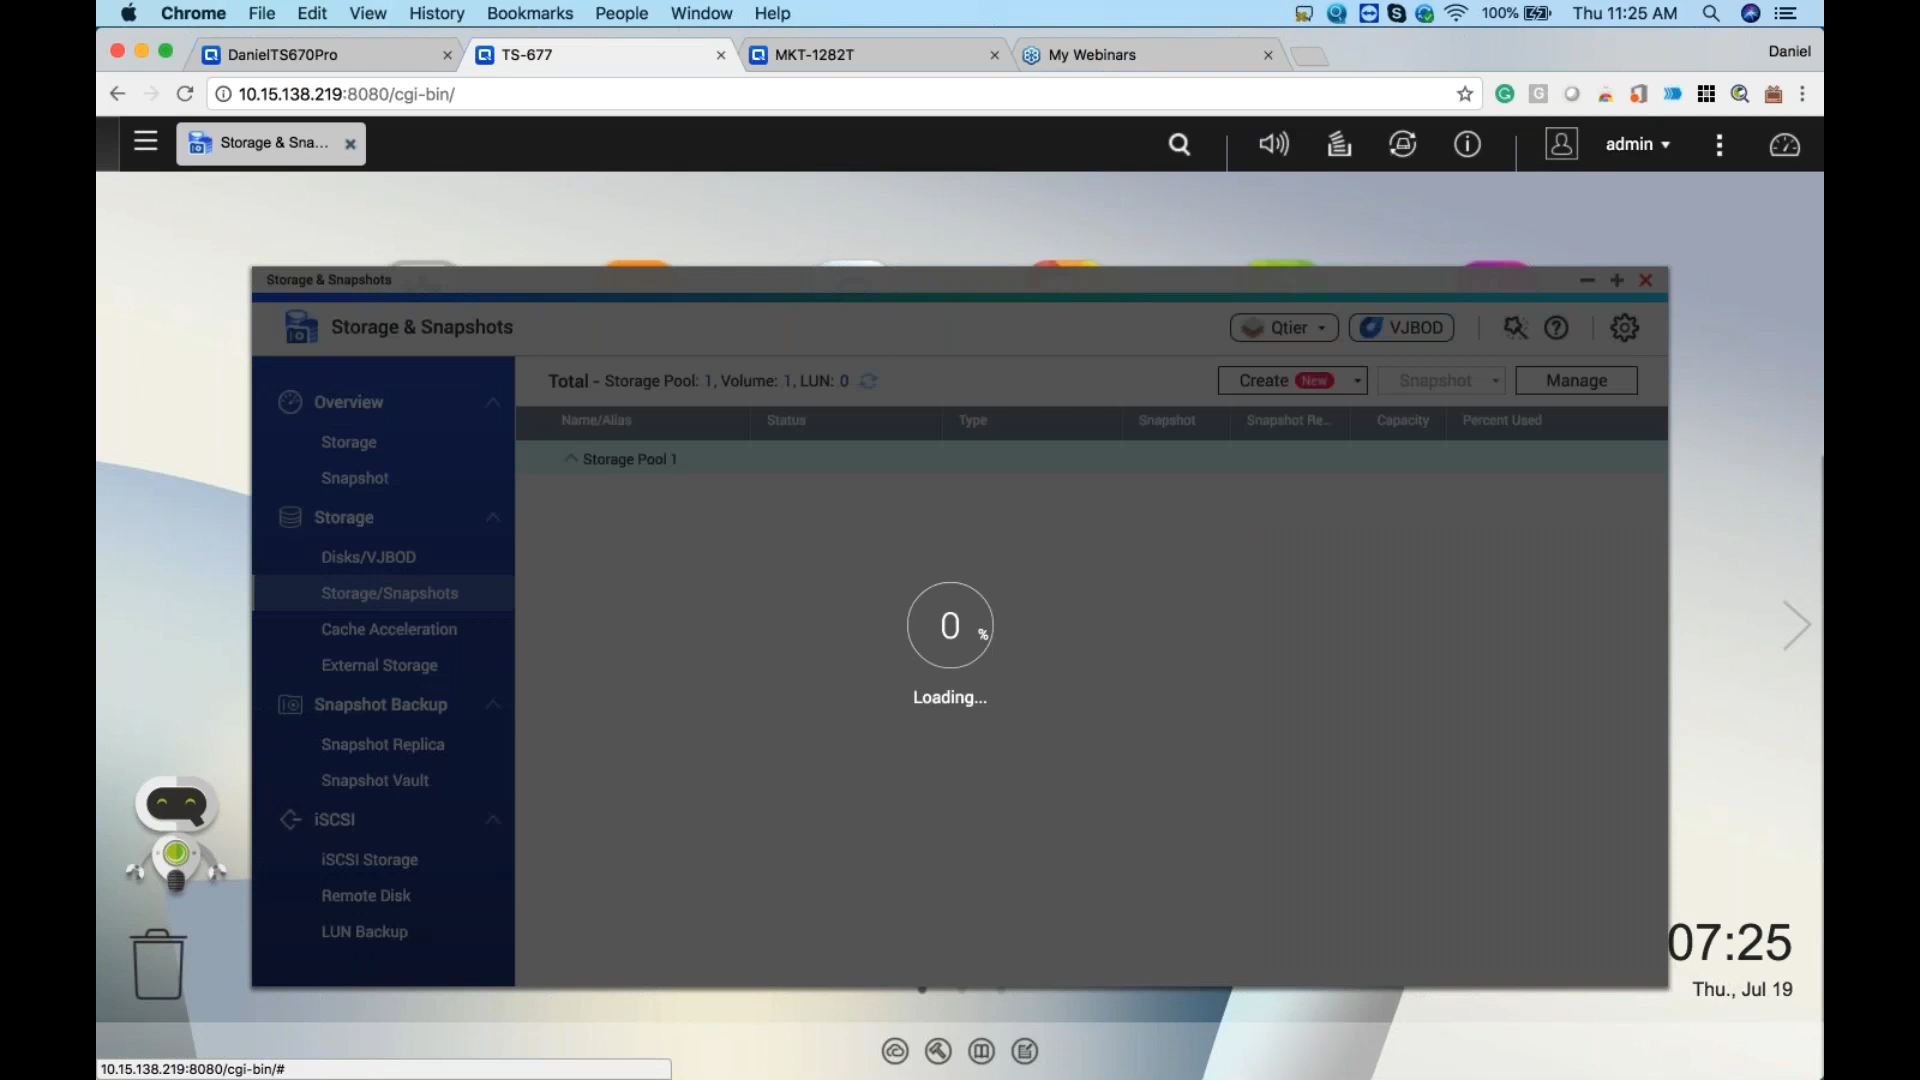 Chrome File Edit View History Bookmarks People Window Help 100% Thu 11:25 AM
DanielTS670Pro TS-677 MKT-1282T My Webinars Daniel
10.15.138.219:8080/cgi-bin/
Storage & Sna... admin
Storage & Snapshots
Storage & Snapshots Qtier VJBOD
Total - Storage Pool: 1, Volume: 1, LUN: 0 Create New Snapshot Manage
Name/Alias Status Type Snapshot Snapshot Re... Capacity Percent Used
Storage Pool 1
Overview
Storage
Snapshot
Storage
Disks/VJBOD
Storage/Snapshots
Cache Acceleration
External Storage
Snapshot Backup
Snapshot Replica
Snapshot Vault
iSCSI
iSCSI Storage
Remote Disk
LUN Backup
0 %
Loading...
07:25
Thu., Jul 19
10.15.138.219:8080/cgi-bin/#